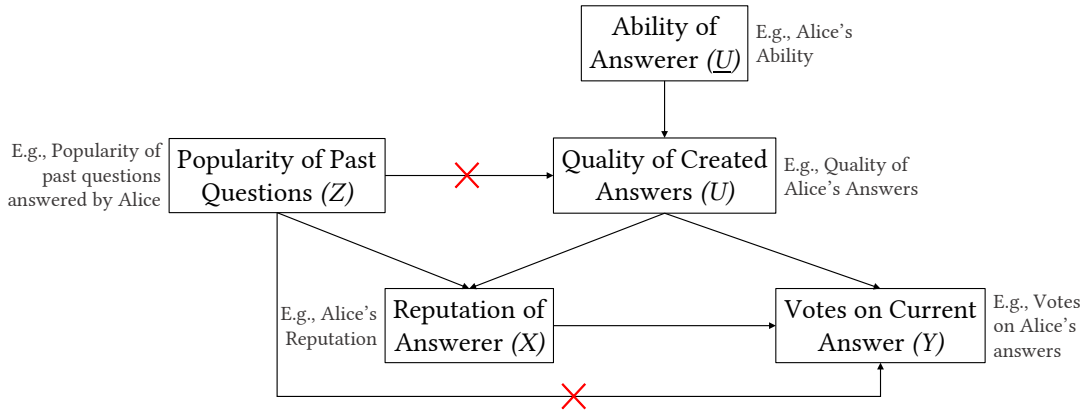 Ability of
Answerer (U)
E.g., Alice's
Ability
E.g., Popularity of
past questions
answered by Alice
Popularity of Past
Questions (Z)
Quality of Created
Answers (U)
E.g., Quality of
Alice's Answers
E.g., Alice's
Reputation
Reputation of
Answerer (X)
Votes on Current
Answer (Y)
E.g., Votes
on Alice's
answers